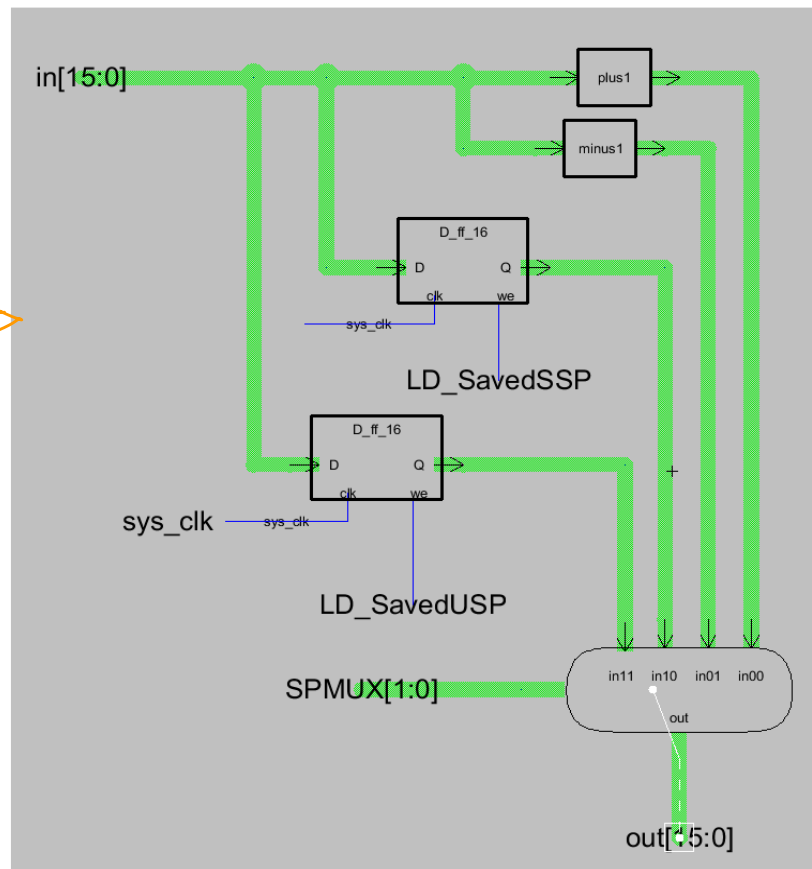 in[15:0]
plus1
minus1
D_ff_16
D Q
clk we
sys_clk
LD_SavedSSP
D_ff_16
D Q
clk we
sys_clk sys_clk
LD_SavedUSP
SPMUX[1:0]
in11 in10 in01 in00
out
out[15:0]